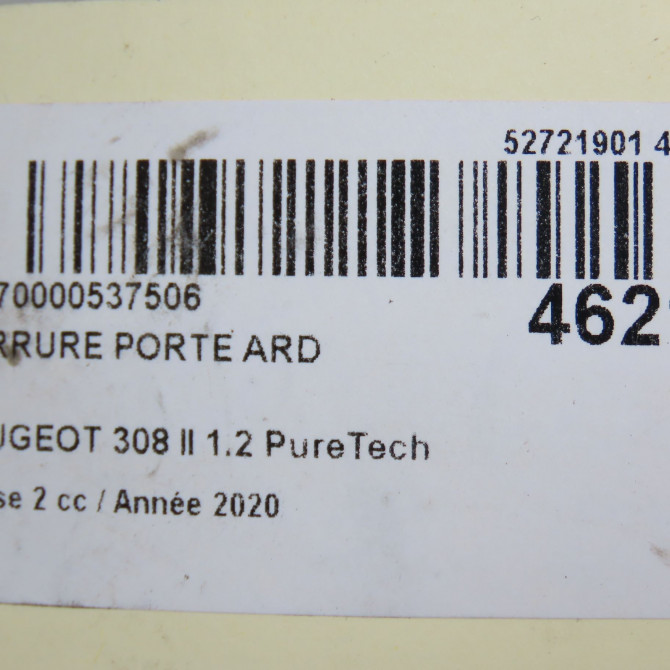 52721901 4
70000537506
462
RRURE PORTE ARD
UGEOT 308 II 1.2 PureTech
se 2 cc / Année 2020